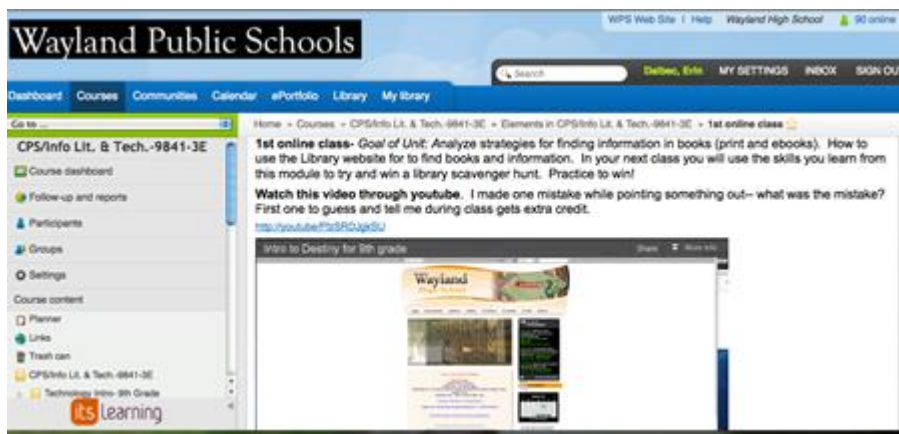 WPS Web Site | Help Wayland High School 90 online
Wayland Public Schools
Search Dalbec, Erin MY SETTINGS INBOX SIGN OU
Dashboard Courses Communities Calendar ePortfolio Library My library
Go to ...
Home » Courses » CPS/Info Lit. & Tech.-9841-3E » Elements in CPS/Info Lit. & Tech.-9841-3E » 1st online class
CPS/Info Lit. & Tech.-9841-3E
Course dashboard
Follow-up and reports
Participants
Groups
Settings
Course content
Planner
Links
Trash can
CPS/Info Lit. & Tech.-9841-3E
Technology Intro- 9th Grade
its learning
1st online class- Goal of Unit: Analyze strategies for finding information in books (print and ebooks). How to
use the Library website for to find books and information. In your next class you will use the skills you learn from
this module to try and win a library scavenger hunt. Practice to win!
Watch this video through youtube. I made one mistake while pointing something out-- what was the mistake?
First one to guess and tell me during class gets extra credit.
Intro to Destiny for 9th grade Share More info
Wayland